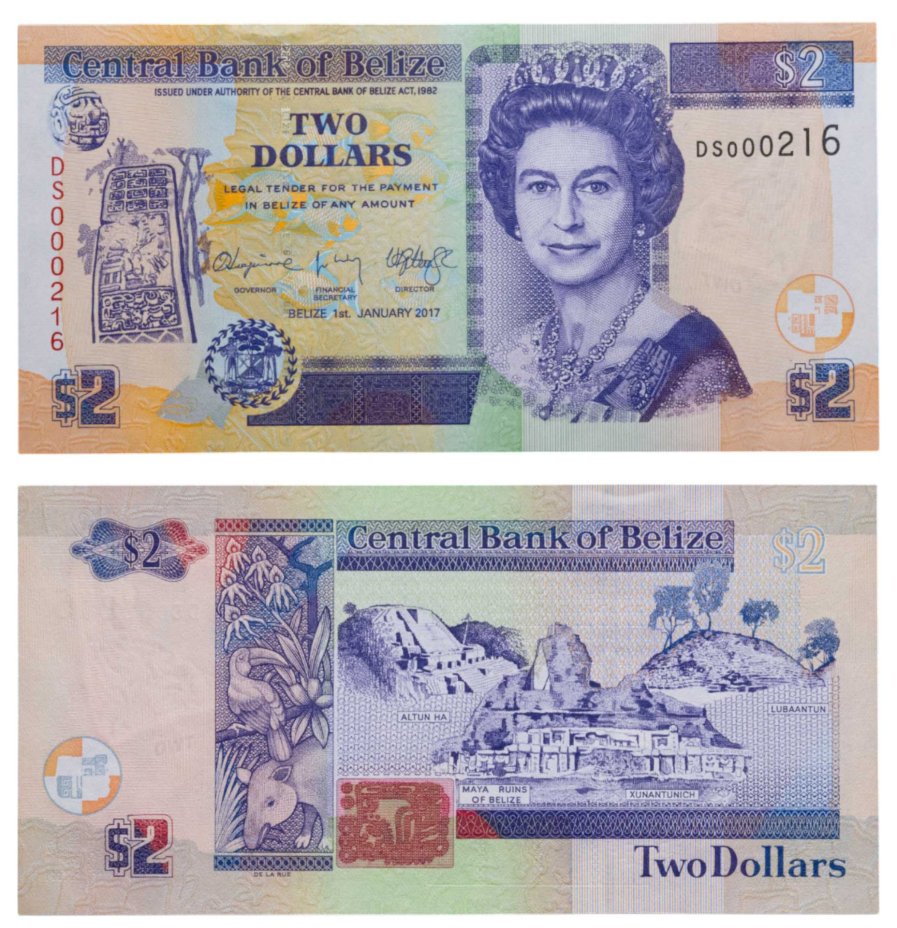 Central Bank of Belize
$2
ISSUED UNDER AUTHORITY OF THE CENTRAL BANK OF BELIZE ACT, 1982
TWO
DOLLARS
DS000216
LEGAL TENDER FOR THE PAYMENT
IN BELIZE OF ANY AMOUNT
DS000216
GOVERNOR
FINANCIAL
SECRETARY
DIRECTOR
BELIZE 1st. JANUARY 2017
$2
$2
$2
Central Bank of Belize
$2
ALTUN HA
LUBAANTUN
MAYA RUINS
OF BELIZE
XUNANTUNICH
$2
Two Dollars
DE LA RUE